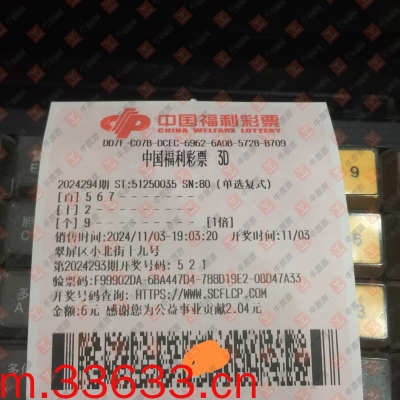 中国福利彩票
CHINA WELFARE LOTTERY
DD7F-C07B-DCEC-6962-6A0B-572B-B709
中国福利彩票 3D
2024294期 ST:51250035 SN:80 (单选复式)
[百] 5 6 7 - - - - - - -
[十] 2 - - - - - - - - -
[个] 9 - - - - - - - - - [1倍]
销售时间:2024/11/03-19:03:20 开奖时间:11/03
翠屏区小北街十九号
第2024293期开奖号码: 5 2 1
验票码:F99902DA-6BA447D4-788D19E2-08D47A33
开奖号码查询: HTTPS://WWW.SCFLCP.COM
金额:6元 感谢您为公益事业贡献2.04元
m.33633.cn
9